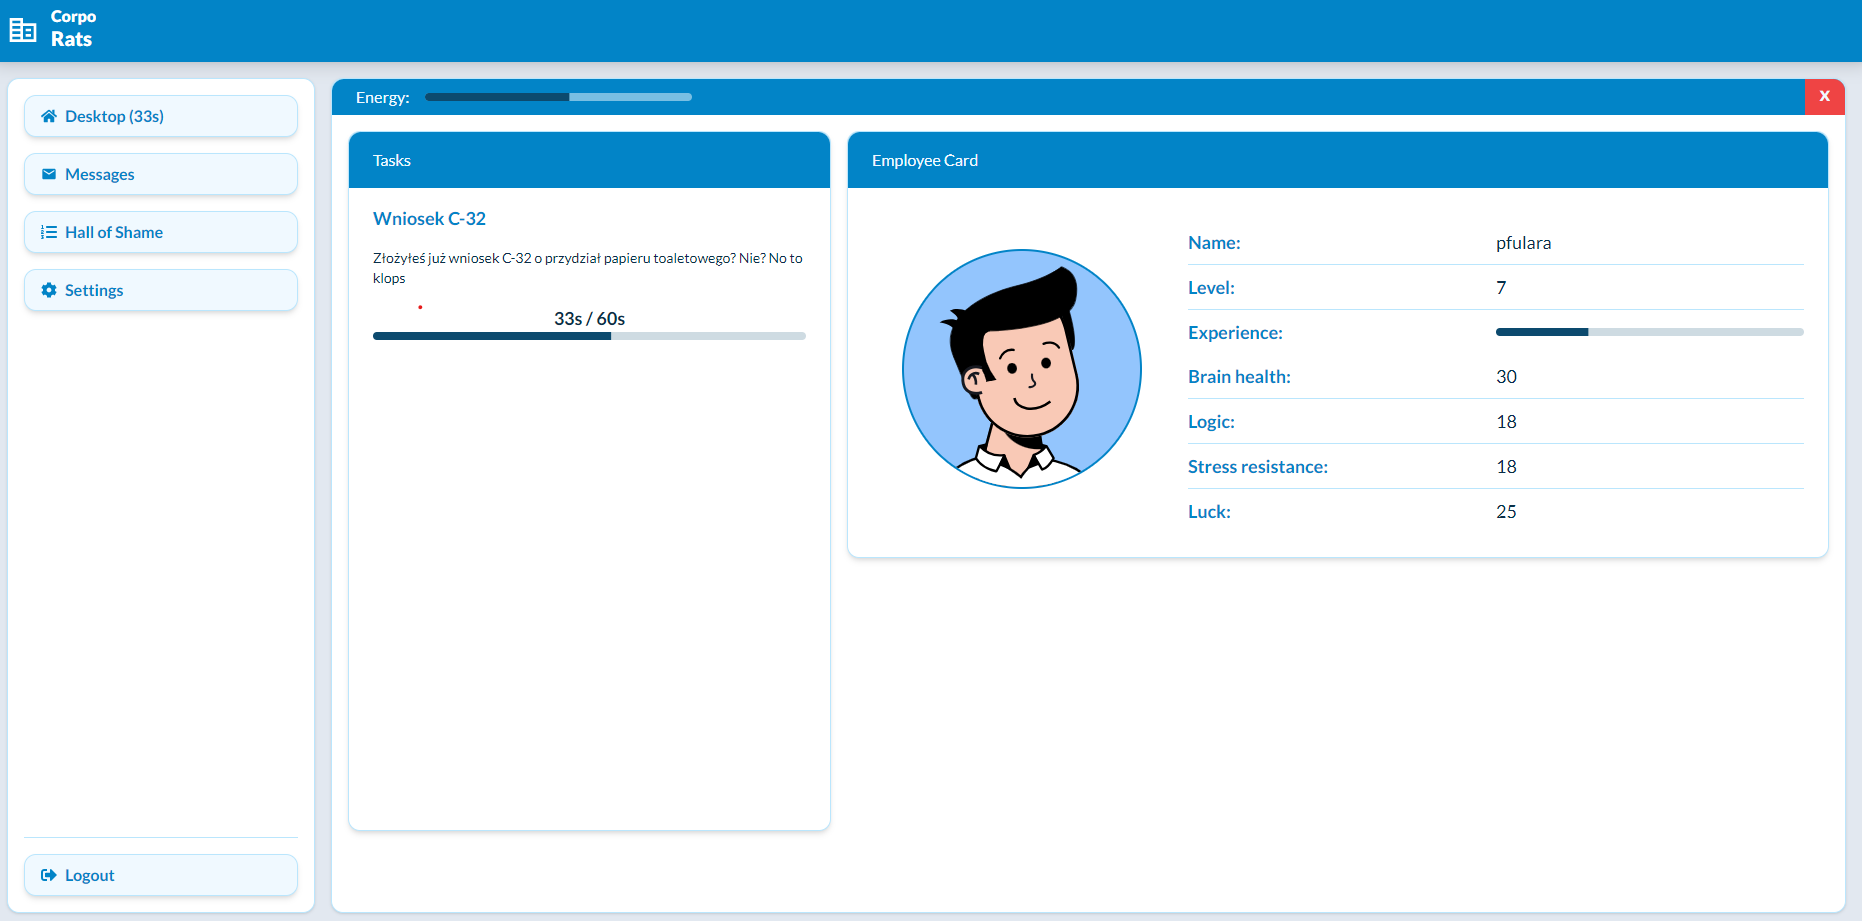 Corpo
Rats
Desktop (33s)
Messages
Hall of Shame
Settings
Logout
Energy:
X
Tasks
Wniosek C-32
Złożyłeś już wniosek C-32 o przydział papieru toaletowego? Nie? No to
klops
33s / 60s
Employee Card
Name: pfulara
Level: 7
Experience:
Brain health: 30
Logic: 18
Stress resistance: 18
Luck: 25